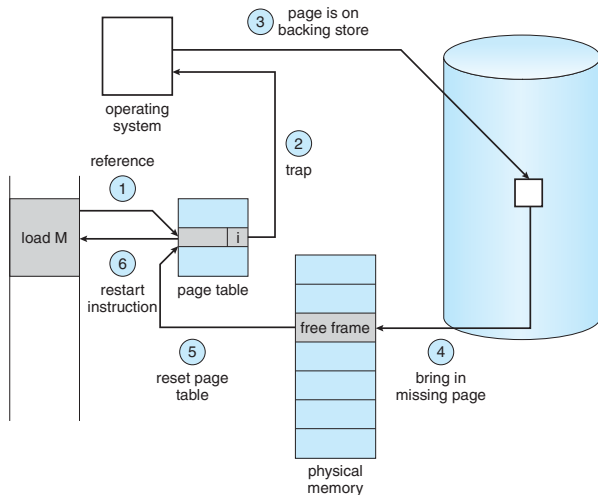 3
page is on
backing store
operating
system
2
trap
reference
1
load M
i
6
restart
instruction
page table
free frame
5
reset page
table
4
bring in
missing page
physical
memory